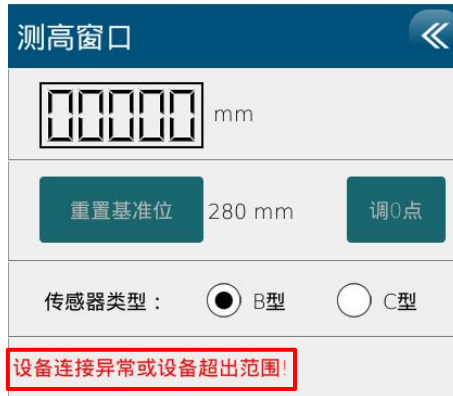 测高窗口
00000 mm
重置基准位 280 mm 调0点
传感器类型： B型 C型
设备连接异常或设备超出范围!